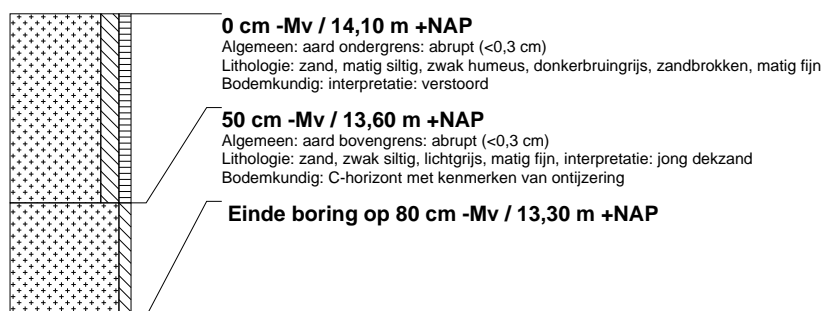 0 cm -Mv / 14,10 m +NAP
Algemeen: aard ondergrens: abrupt (<0,3 cm)
Lithologie: zand, matig siltig, zwak humeus, donkerbruingrijs, zandbrokken, matig fijn
Bodemkundig: interpretatie: verstoord
50 cm -Mv / 13,60 m +NAP
Algemeen: aard bovengrens: abrupt (<0,3 cm)
Lithologie: zand, zwak siltig, lichtgrijs, matig fijn, interpretatie: jong dekzand
Bodemkundig: C-horizont met kenmerken van ontijzering
Einde boring op 80 cm -Mv / 13,30 m +NAP